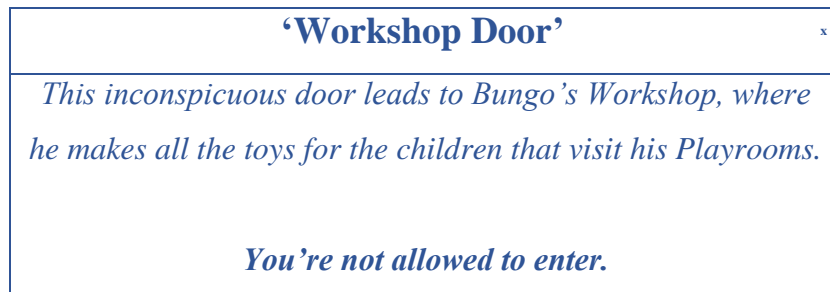 ‘Workshop Door’ x
This inconspicuous door leads to Bungo’s Workshop, where
he makes all the toys for the children that visit his Playrooms.
You’re not allowed to enter.